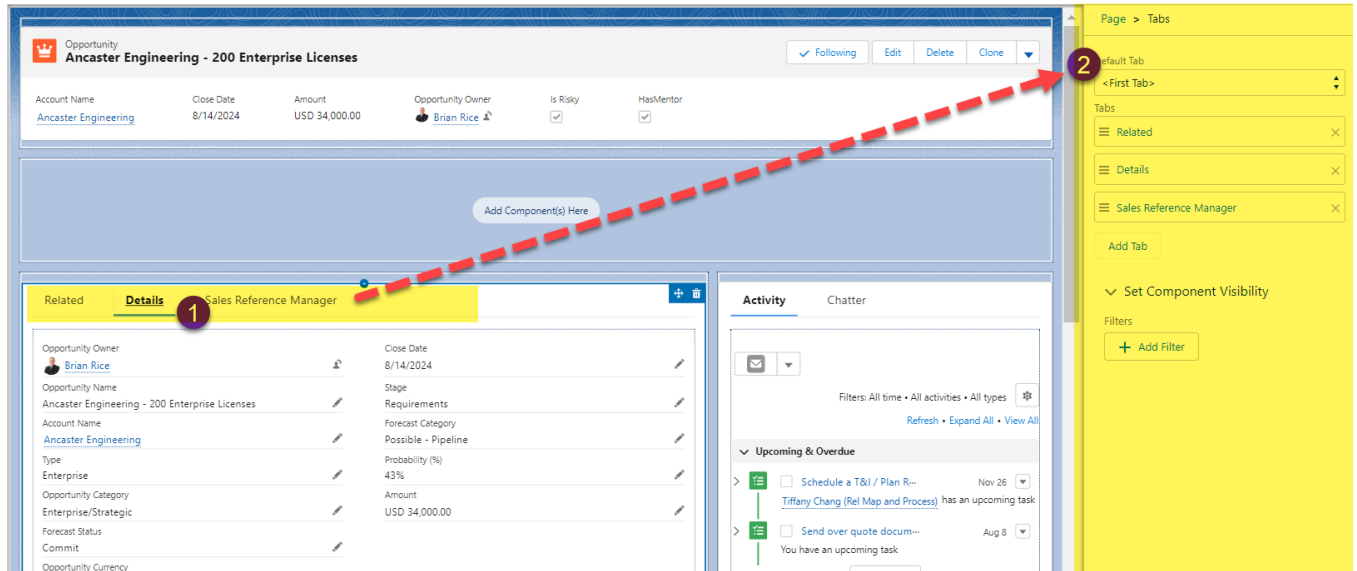 Opportunity
Ancaster Engineering - 200 Enterprise Licenses
Following
Edit
Delete
Clone
Account Name
Close Date
Amount
Opportunity Owner
Is Risky
HasMentor
Ancaster Engineering
8/14/2024
USD 34,000.00
Brian Rice
Add Component(s) Here
Related
Details
Sales Reference Manager
1
Opportunity Owner
Brian Rice
Close Date
8/14/2024
Opportunity Name
Ancaster Engineering - 200 Enterprise Licenses
Stage
Requirements
Account Name
Ancaster Engineering
Forecast Category
Possible - Pipeline
Type
Enterprise
Probability (%)
43%
Opportunity Category
Enterprise/Strategic
Amount
USD 34,000.00
Forecast Status
Commit
Opportunity Currency
Activity
Chatter
Filters: All time • All activities • All types
Refresh • Expand All • View All
Upcoming & Overdue
Schedule a T&I / Plan R...
Nov 26
Tiffany Chang (Rel Map and Process) has an upcoming task
Send over quote docum...
Aug 8
You have an upcoming task
Page > Tabs
2
Default Tab
<First Tab>
Tabs
Related
Details
Sales Reference Manager
Add Tab
Set Component Visibility
Filters
+ Add Filter